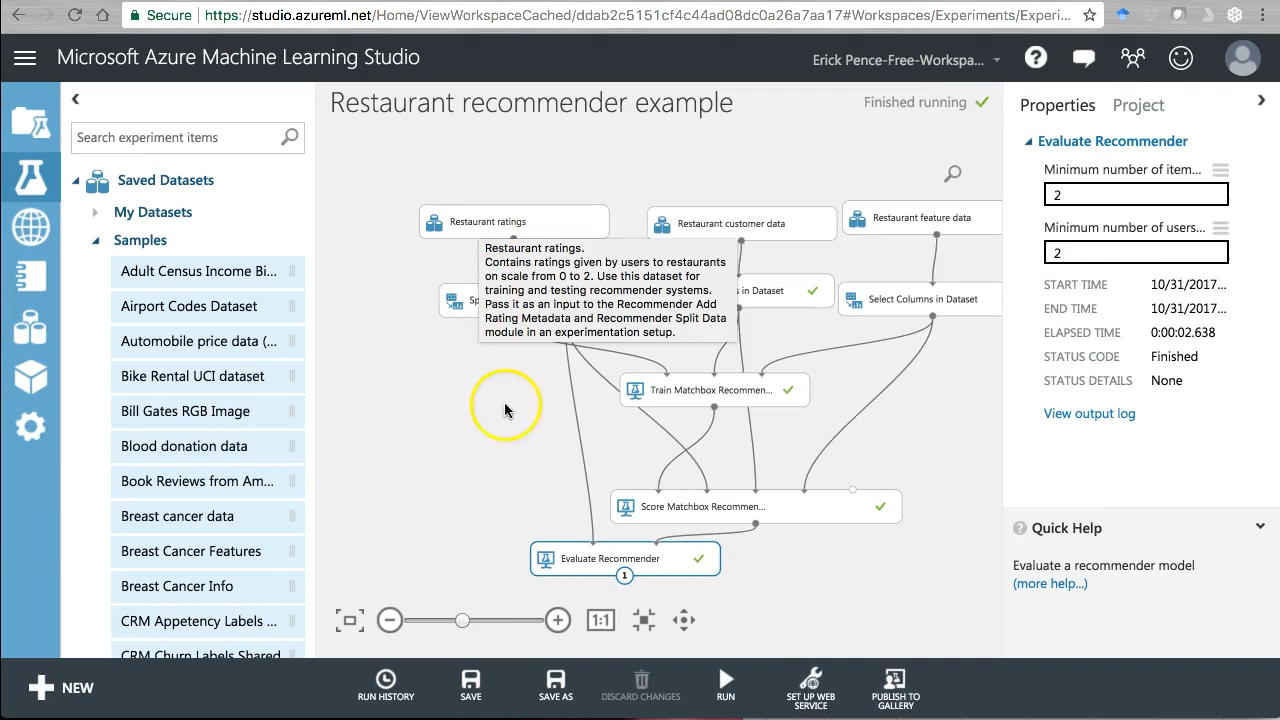 Secure
https://studio.azureml.net/Home/ViewWorkspaceCached/ddab2c5151cf4c44ad08dc0a26a7aa17#Workspaces/Experiments/Experi...
Microsoft Azure Machine Learning Studio
Erick Pence-Free-Workspa...
Search experiment items
Saved Datasets
My Datasets
Samples
Adult Census Income Bi...
Airport Codes Dataset
Automobile price data (...
Bike Rental UCI dataset
Bill Gates RGB Image
Blood donation data
Book Reviews from Am...
Breast cancer data
Breast Cancer Features
Breast Cancer Info
CRM Appetency Labels ...
CRM Churn Labels Shared
Restaurant recommender example
Finished running
Restaurant ratings
Restaurant customer data
Restaurant feature data
Restaurant ratings.
Contains ratings given by users to restaurants
on scale from 0 to 2. Use this dataset for
training and testing recommender systems.
Pass it as an input to the Recommender Add
Rating Metadata and Recommender Split Data
module in an experimentation setup.
Sp
s in Dataset
Select Columns in Dataset
Train Matchbox Recommen...
Score Matchbox Recommen...
Evaluate Recommender
1
1:1
Properties
Project
Evaluate Recommender
Minimum number of item...
2
Minimum number of users...
2
START TIME 10/31/2017...
END TIME 10/31/2017...
ELAPSED TIME 0:00:02.638
STATUS CODE Finished
STATUS DETAILS None
View output log
Quick Help
Evaluate a recommender model
(more help...)
NEW
RUN HISTORY
SAVE
SAVE AS
DISCARD CHANGES
RUN
SET UP WEB
SERVICE
PUBLISH TO
GALLERY